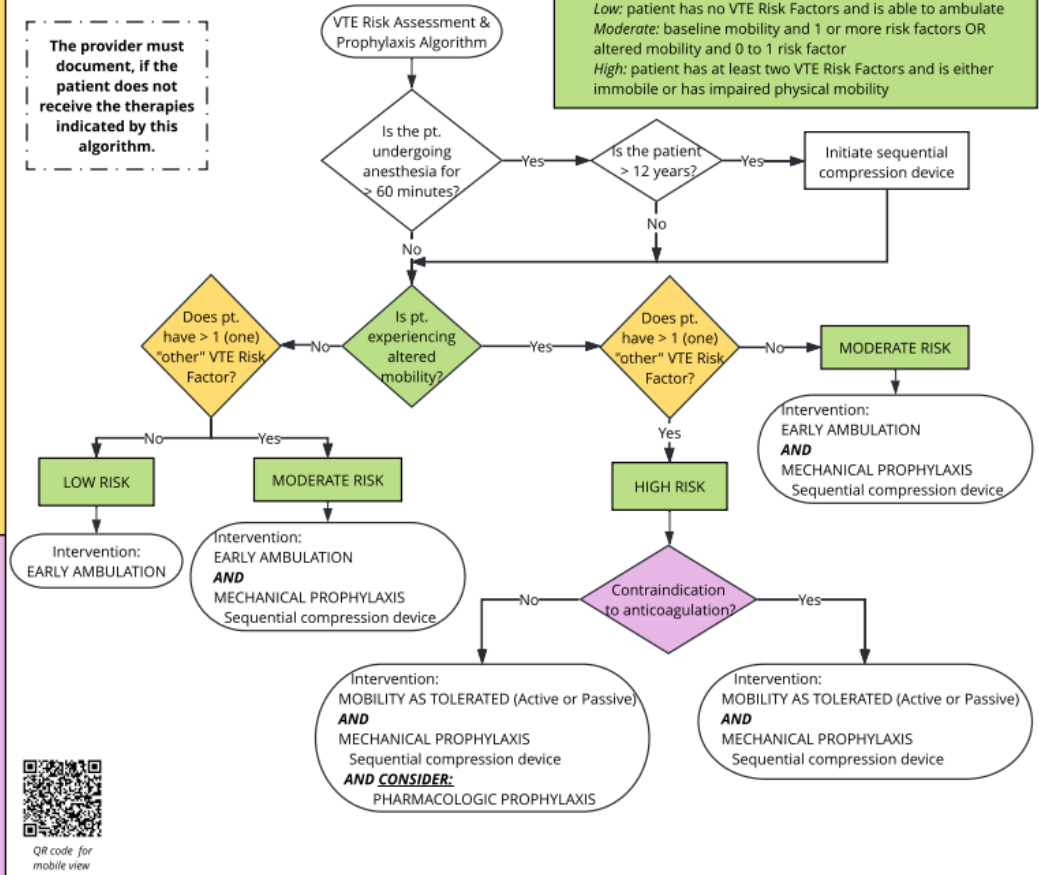 The provider must
document, if the
patient does not
receive the therapies
indicated by this
algorithm.
VTE Risk Assessment &
Prophylaxis Algorithm
Low: patient has no VTE Risk Factors and is able to ambulate
Moderate: baseline mobility and 1 or more risk factors OR
altered mobility and 0 to 1 risk factor
High: patient has at least two VTE Risk Factors and is either
immobile or has impaired physical mobility
Is the pt.
undergoing
anesthesia for
> 60 minutes?
Yes
Is the patient
> 12 years?
Yes
Initiate sequential
compression device
No
No
Does pt.
have > 1 (one)
"other" VTE Risk
Factor?
No
Is pt.
experiencing
altered
mobility?
Yes
Does pt.
have > 1 (one)
"other" VTE Risk
Factor?
No
MODERATE RISK
Intervention:
EARLY AMBULATION
AND
MECHANICAL PROPHYLAXIS
Sequential compression device
No
Yes
LOW RISK
MODERATE RISK
Intervention:
EARLY AMBULATION
Intervention:
EARLY AMBULATION
AND
MECHANICAL PROPHYLAXIS
Sequential compression device
Yes
HIGH RISK
Contraindication
to anticoagulation?
No
Yes
Intervention:
MOBILITY AS TOLERATED (Active or Passive)
AND
MECHANICAL PROPHYLAXIS
Sequential compression device
AND CONSIDER:
PHARMACOLOGIC PROPHYLAXIS
Intervention:
MOBILITY AS TOLERATED (Active or Passive)
AND
MECHANICAL PROPHYLAXIS
Sequential compression device
QR code for
mobile view